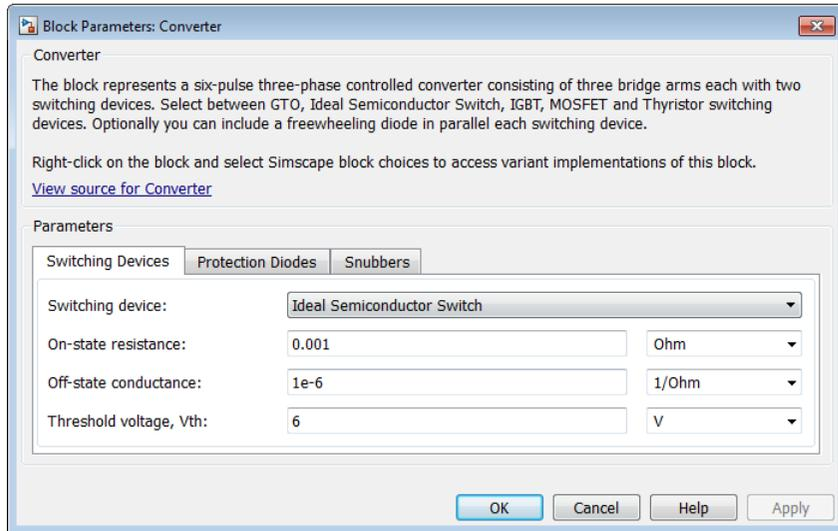 Block Parameters: Converter
Converter
The block represents a six-pulse three-phase controlled converter consisting of three bridge arms each with two
switching devices. Select between GTO, Ideal Semiconductor Switch, IGBT, MOSFET and Thyristor switching
devices. Optionally you can include a freewheeling diode in parallel each switching device.
Right-click on the block and select Simscape block choices to access variant implementations of this block.
View source for Converter
Parameters
Switching Devices Protection Diodes Snubbers
Switching device: Ideal Semiconductor Switch
On-state resistance: 0.001 Ohm
Off-state conductance: 1e-6 1/Ohm
Threshold voltage, Vth: 6 V
OK Cancel Help Apply